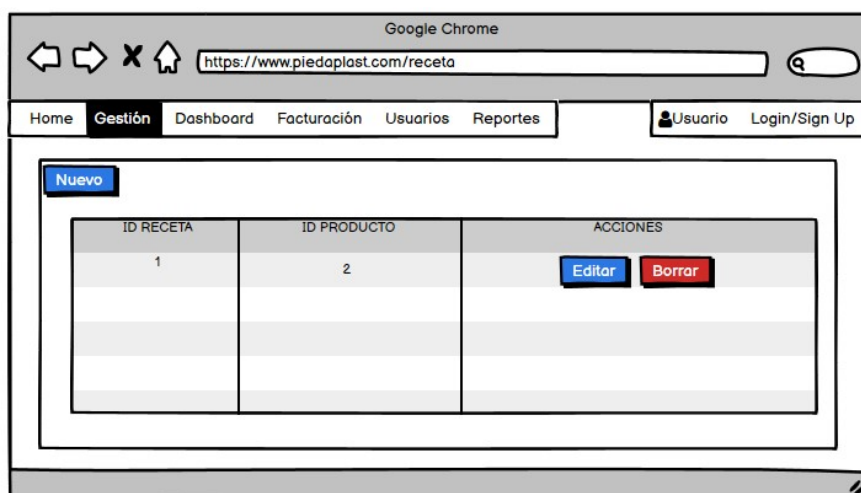 Google Chrome
https://www.piedaplast.com/receta
Home Gestión Dashboard Facturación Usuarios Reportes Usuario Login/Sign Up
Nuevo
ID RECETA ID PRODUCTO ACCIONES
1 2 Editar Borrar